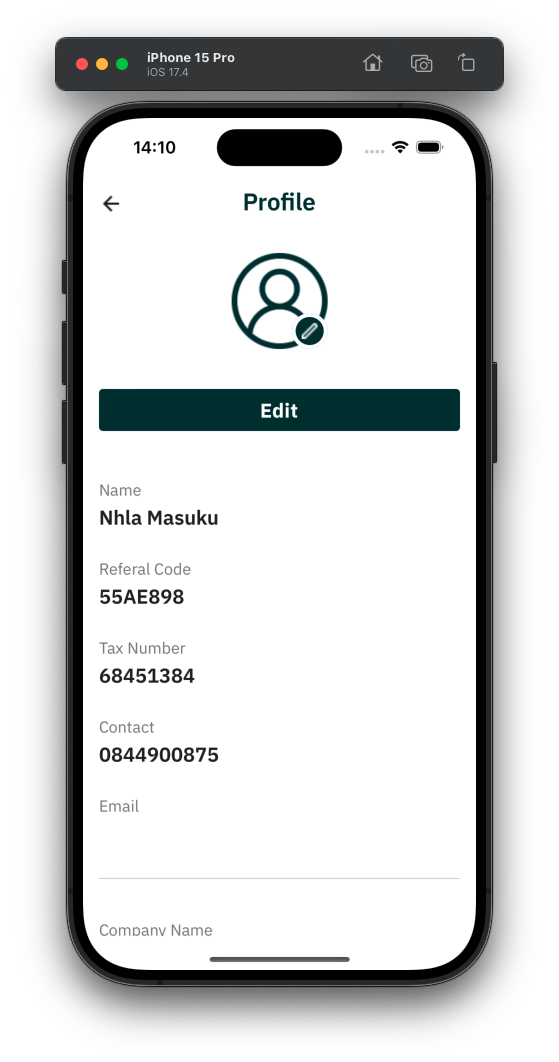 iPhone 15 Pro
iOS 17.4
14:10
Profile
Edit
Name
Nhla Masuku
Referal Code
55AE898
Tax Number
68451384
Contact
0844900875
Email
Company Name